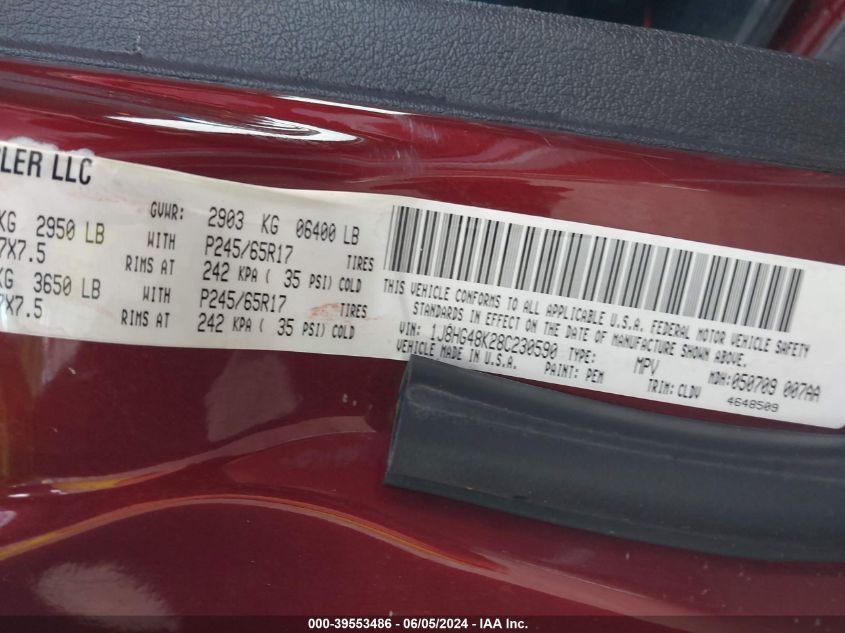 LER LLC
GVWR: 2903 KG 06400 LB
KG 2950 LB WITH P245/65R17 TIRES
7X7.5 RIMS AT 242 KPA ( 35 PSI) COLD
KG 3650 LB WITH P245/65R17 TIRES
7X7.5 RIMS AT 242 KPA ( 35 PSI) COLD
THIS VEHICLE CONFORMS TO ALL APPLICABLE U.S.A. FEDERAL MOTOR VEHICLE SAFETY
STANDARDS IN EFFECT ON THE DATE OF MANUFACTURE SHOWN ABOVE.
VIN: 1J8HG48K28C230590 TYPE: MPV MDH: 050709 007AA
VEHICLE MADE IN U.S.A. PAINT: PEM TRIM: CLDV
4648509
000-39553486 - 06/05/2024 - IAA Inc.